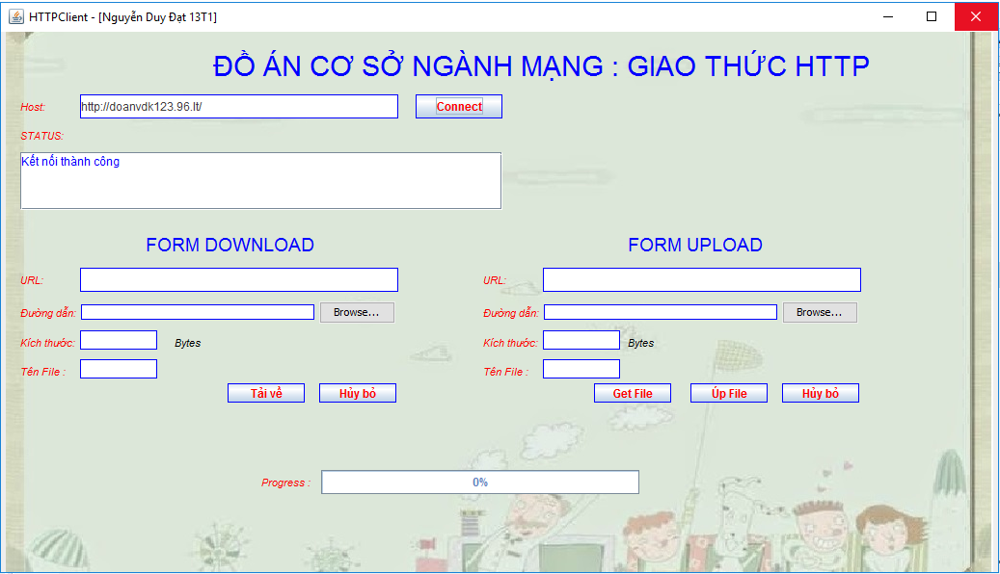 HTTPClient - [Nguyễn Duy Đạt 13T1]
ĐỒ ÁN CƠ SỞ NGÀNH MẠNG : GIAO THỨC HTTP
Host: http://doanvdk123.96.lt/ Connect
STATUS:
Kết nối thành công
FORM DOWNLOAD
URL:
Đường dẫn: Browse...
Kích thước: Bytes
Tên File :
Tải về Hủy bỏ
FORM UPLOAD
URL:
Đường dẫn: Browse...
Kích thước: Bytes
Tên File :
Get File Úp File Hủy bỏ
Progress : 0%